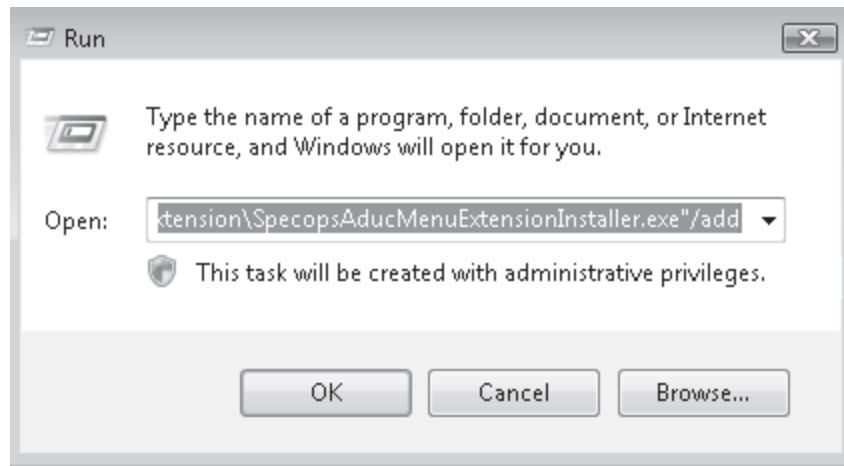 Run
Type the name of a program, folder, document, or Internet
resource, and Windows will open it for you.
Open: xtension\SpecopsAducMenuExtensionInstaller.exe"/add
This task will be created with administrative privileges.
OK Cancel Browse...